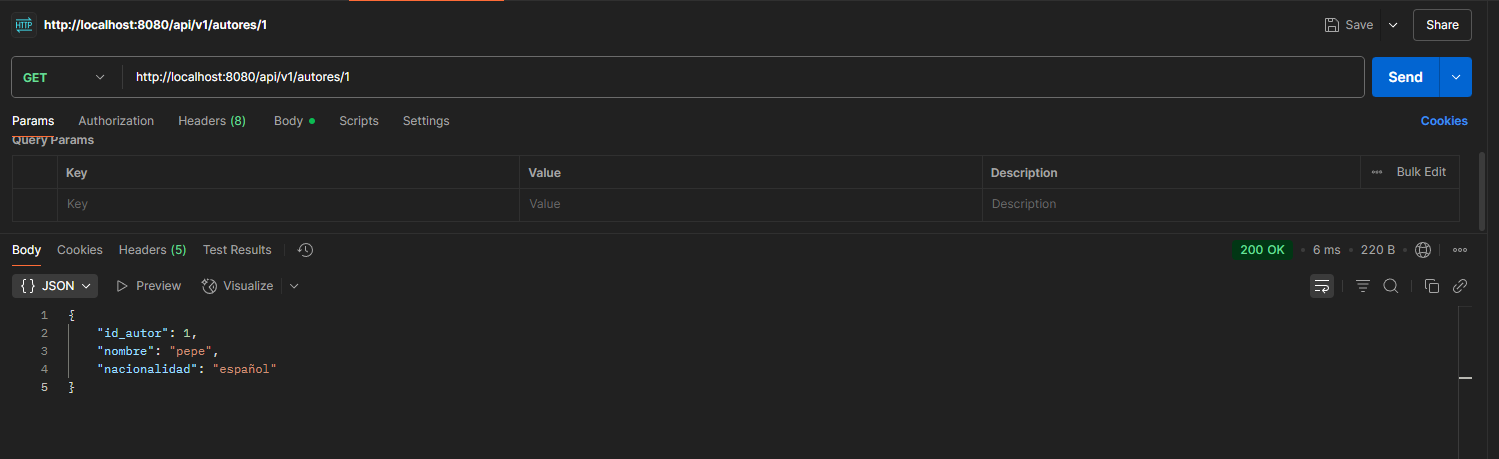 HTTP http://localhost:8080/api/v1/autores/1 Save Share
GET http://localhost:8080/api/v1/autores/1 Send
Params Authorization Headers (8) Body Scripts Settings Cookies
Query Params
Key Value Description Bulk Edit
Key Value Description
Body Cookies Headers (5) Test Results 200 OK 6 ms 220 B
{ } JSON Preview Visualize
1 {
2 "id_autor": 1,
3 "nombre": "pepe",
4 "nacionalidad": "español"
5 }